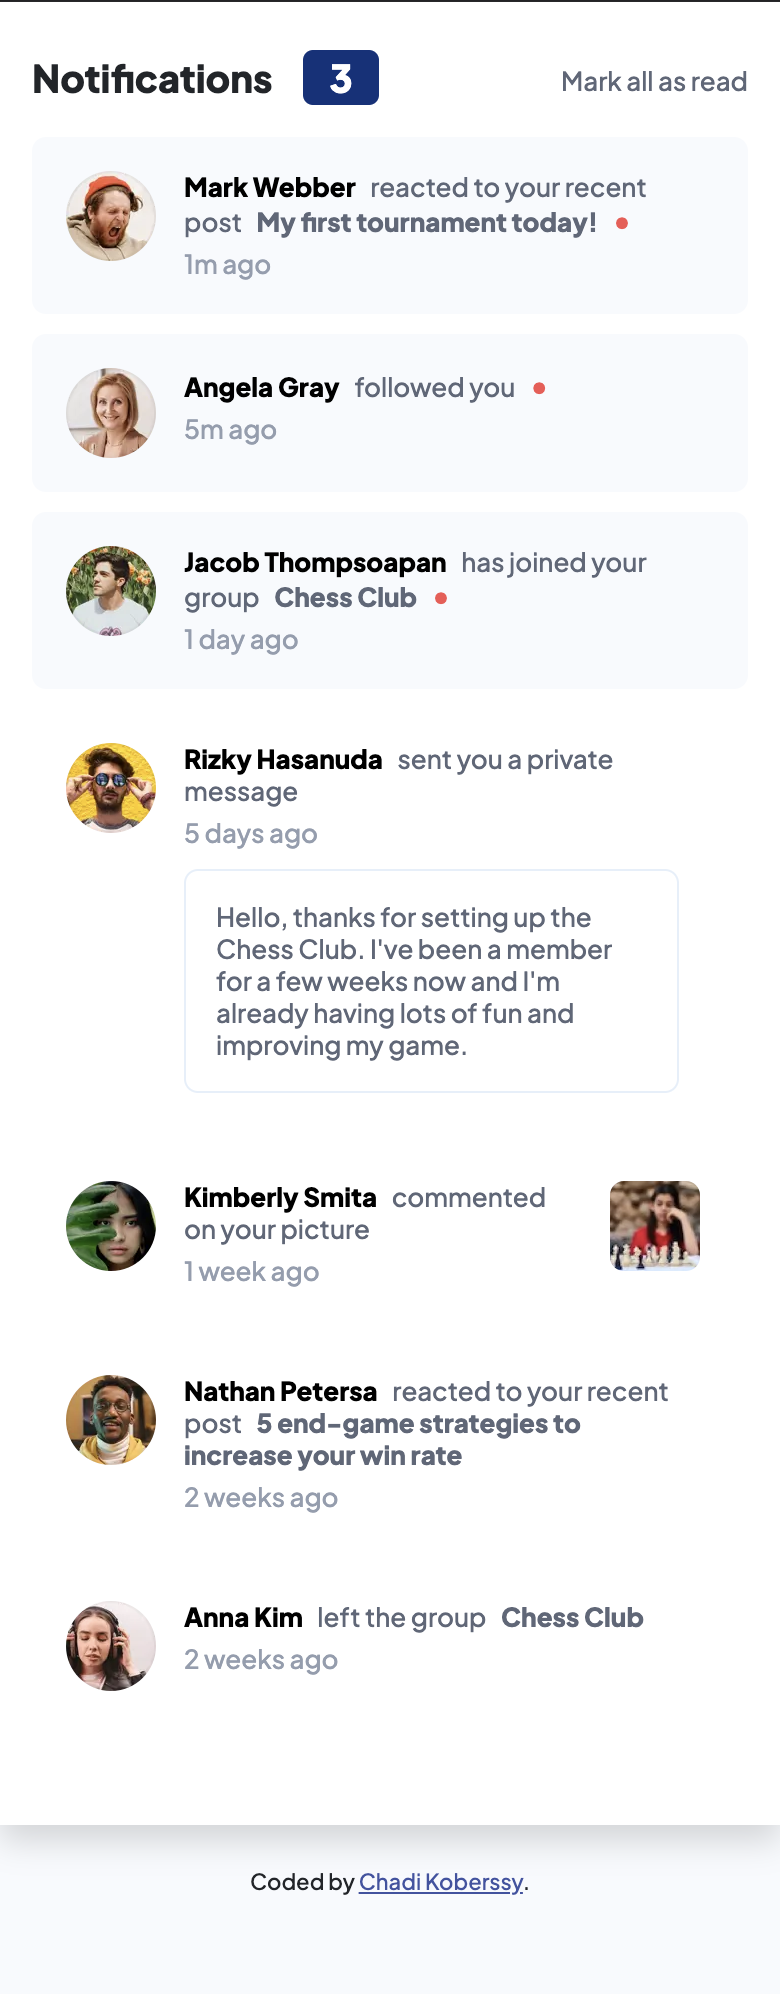 Notifications 3 Mark all as read
Mark Webber reacted to your recent
post My first tournament today!
1m ago
Angela Gray followed you
5m ago
Jacob Thompsoapan has joined your
group Chess Club
1 day ago
Rizky Hasanuda sent you a private
message
5 days ago
Hello, thanks for setting up the
Chess Club. I've been a member
for a few weeks now and I'm
already having lots of fun and
improving my game.
Kimberly Smita commented
on your picture
1 week ago
Nathan Petersa reacted to your recent
post 5 end-game strategies to
increase your win rate
2 weeks ago
Anna Kim left the group Chess Club
2 weeks ago
Coded by Chadi Koberssy.